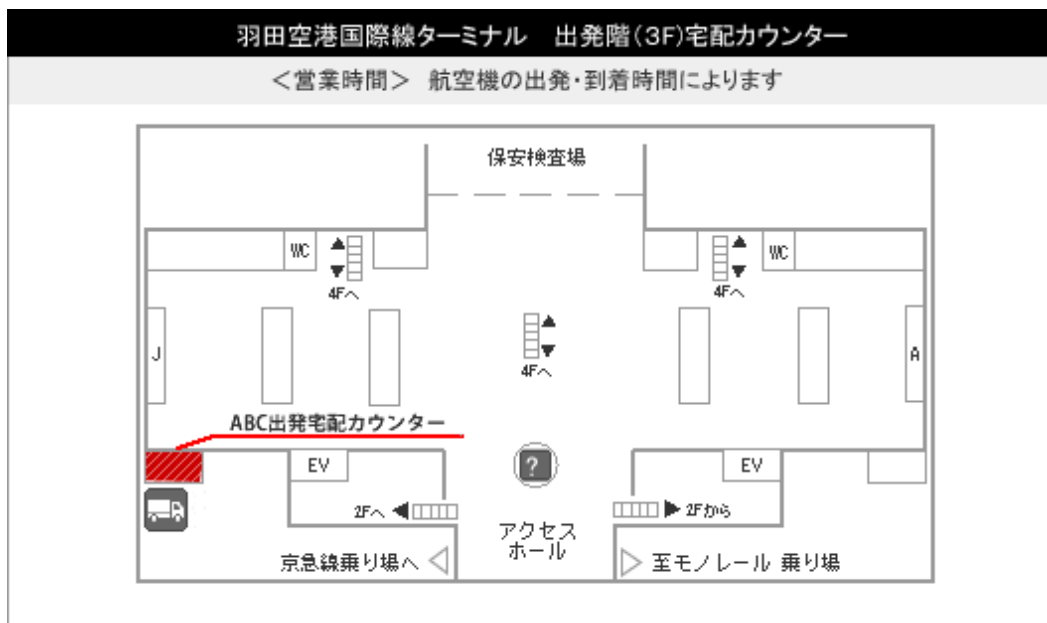 羽田空港国際線ターミナル 出発階(3F)宅配カウンター
<営業時間> 航空機の出発・到着時間によります
保安検査場
WC
4Fへ
4Fへ
WC
4Fへ
J
A
ABC出発宅配カウンター
EV
?
EV
2Fへ
2Fから
アクセス
ホール
京急線乗り場へ
至モノレール 乗り場